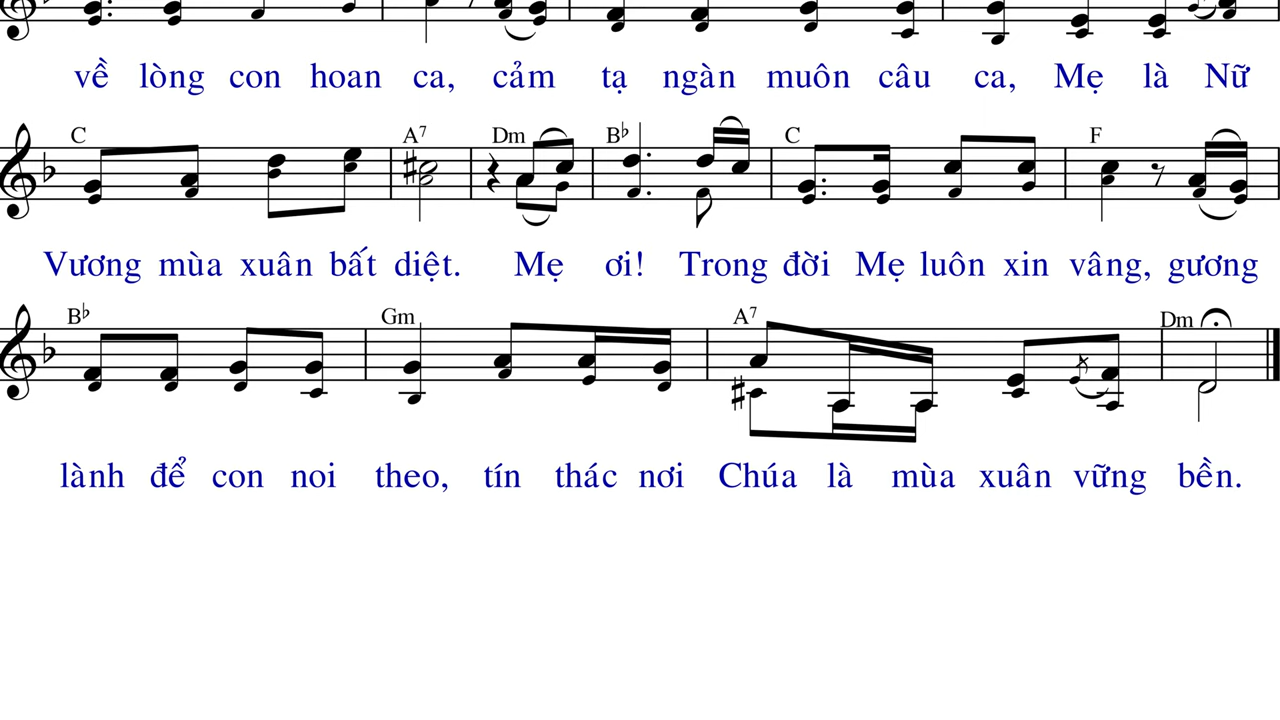 về lòng con hoan ca, cảm tạ ngàn muôn câu ca, Mẹ là Nữ
C A7 Dm B♭ C F
Vương mùa xuân bất diệt. Mẹ ơi! Trong đời Mẹ luôn xin vâng, gương
B♭ Gm A7 Dm
lành để con noi theo, tín thác nơi Chúa là mùa xuân vững bền.